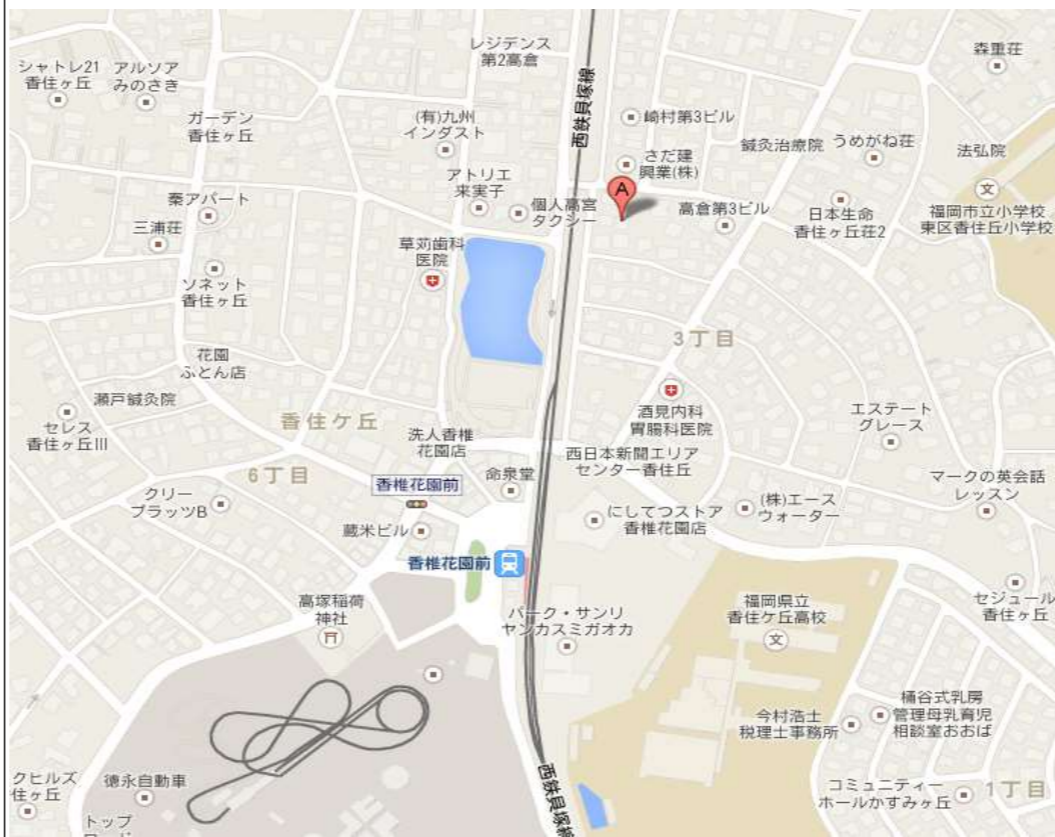 レジデンス
第2高倉
西鉄貝塚線
森重荘
シャトレ21
香住ヶ丘
アルソア
みのさき
ガーデン
香住ヶ丘
(有)九州
インダスト
崎村第3ビル
さだ建
興業(株)
鍼灸治療院
うめがね荘
法弘院
アトリエ
来実子
個人高宮
タクシー
A
高倉第3ビル
日本生命
香住ヶ丘荘2
文
福岡市立小学校
東区香住丘小学校
秦アパート
三浦荘
草苅歯科
医院
ソネット
香住ヶ丘
3丁目
花園
ふとん店
瀬戸鍼灸院
セレス
香住ヶ丘III
香住ケ丘
6丁目
洗人香椎
花園店
酒見内科
胃腸科医院
エステート
グレース
西日本新聞エリア
センター香住丘
命泉堂
香椎花園前
クリー
ブラッツB
蔵米ビル
にしてつストア
香椎花園店
(株)エース
ウォーター
マークの英会話
レッスン
香椎花園前
高塚稲荷
神社
パーク・サンリ
ヤンカスミガオカ
福岡県立
香住ケ丘高校
文
セジュール
香住ヶ丘
桶谷式乳房
管理母乳育児
相談室おおば
今村浩士
税理士事務所
クヒルズ
住ヶ丘
徳永自動車
トップ
西鉄貝塚線
コミュニティー
ホールかすみヶ丘
1丁目